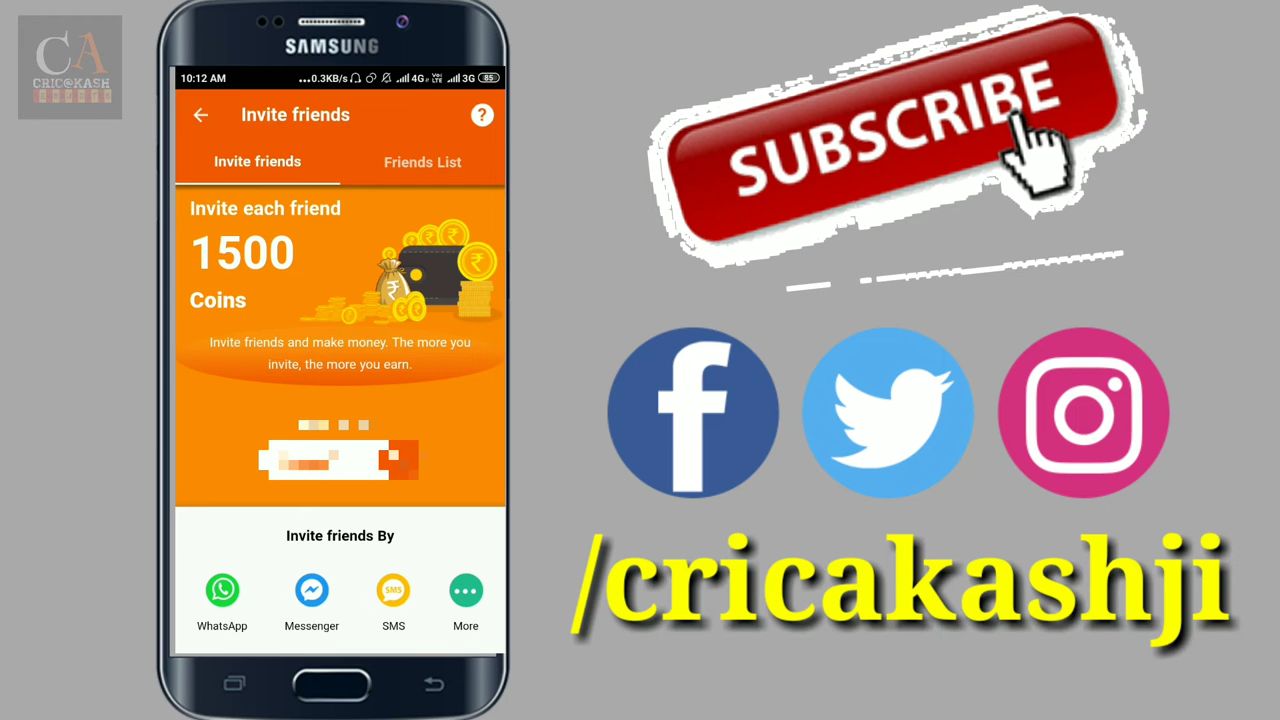 CA
CRIC@KASH
SAMSUNG
10:12 AM ...0.3KB/s 4G VoLTE 3G 85
Invite friends ?
Invite friends Friends List
Invite each friend
1500
Coins
Invite friends and make money. The more you
invite, the more you earn.
Invite friends By
SMS
WhatsApp Messenger SMS More
SUBSCRIBE
/cricakashji